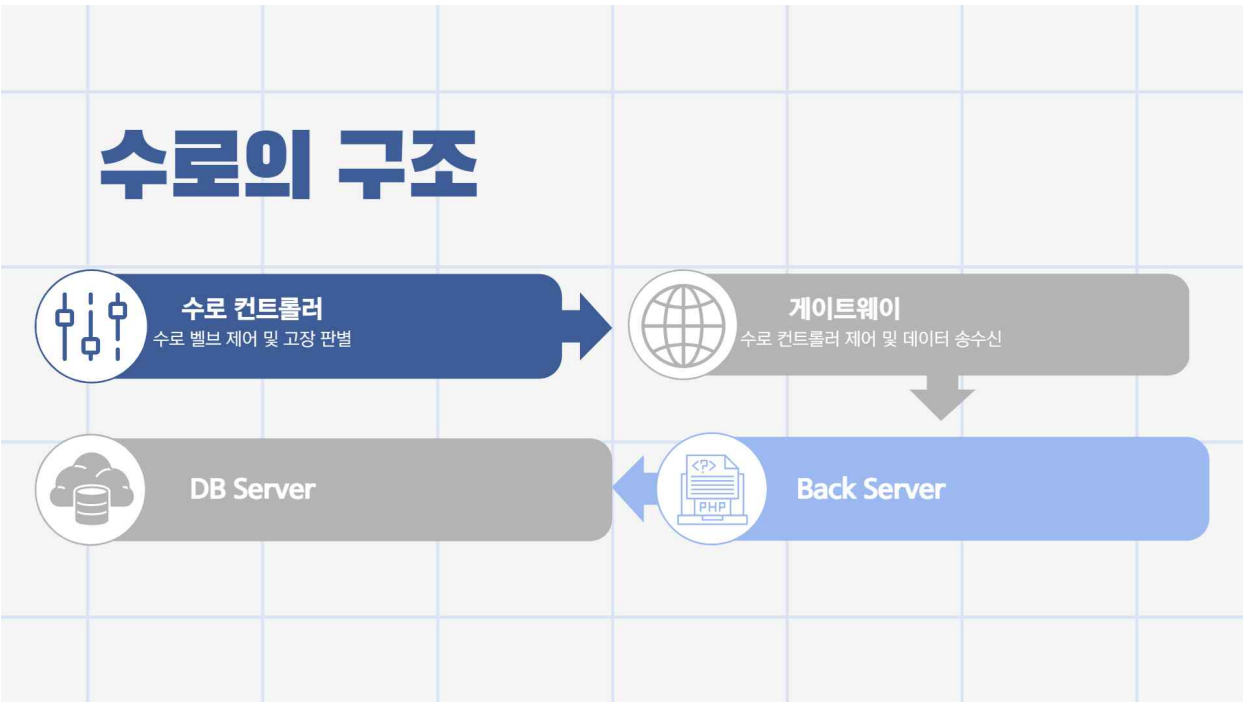 수로의 구조
수로 컨트롤러
수로 벨브 제어 및 고장 판별
게이트웨이
수로 컨트롤러 제어 및 데이터 송수신
DB Server
<?>
PHP
Back Server